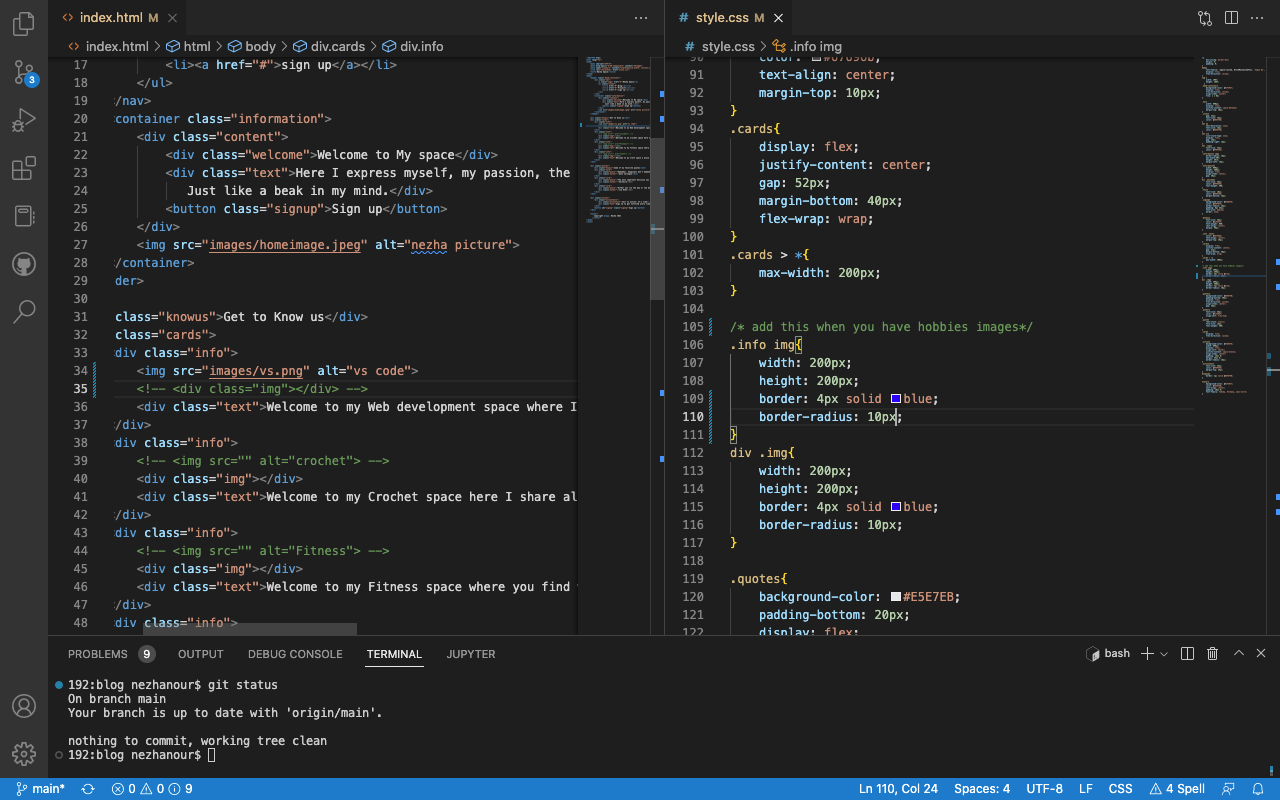 index.html M
style.css M
index.html > html > body > div.cards > div.info
style.css > .info img
17 <li><a href="#">sign up</a></li>
18 </ul>
19 /nav>
20 container class="information">
21 <div class="content">
22 <div class="welcome">Welcome to My space</div>
23 <div class="text">Here I express myself, my passion, the
24 Just like a beak in my mind.</div>
25 <button class="signup">Sign up</button>
26 </div>
27 <img src="images/homeimage.jpeg" alt="nezha picture">
28 /container>
29 der>
30
31 class="knowus">Get to Know us</div>
32 class="cards">
33 div class="info">
34 <img src="images/vs.png" alt="vs code">
35 <!-- <div class="img"></div> -->
36 <div class="text">Welcome to my Web development space where I
37 /div>
38 div class="info">
39 <!-- <img src="" alt="crochet"> -->
40 <div class="img"></div>
41 <div class="text">Welcome to my Crochet space here I share al
42 /div>
43 div class="info">
44 <!-- <img src="" alt="Fitness"> -->
45 <div class="img"></div>
46 <div class="text">Welcome to my Fitness space where you find
47 /div>
48 div class="info">
90 color:
91 text-align: center;
92 margin-top: 10px;
93 }
94 .cards{
95 display: flex;
96 justify-content: center;
97 gap: 52px;
98 margin-bottom: 40px;
99 flex-wrap: wrap;
100 }
101 .cards > *{
102 max-width: 200px;
103 }
104
105 /* add this when you have hobbies images*/
106 .info img{
107 width: 200px;
108 height: 200px;
109 border: 4px solid blue;
110 border-radius: 10px;
111 }
112 div .img{
113 width: 200px;
114 height: 200px;
115 border: 4px solid blue;
116 border-radius: 10px;
117 }
118
119 .quotes{
120 background-color: #E5E7EB;
121 padding-bottom: 20px;
122 display: flex;
3
PROBLEMS 9 OUTPUT DEBUG CONSOLE TERMINAL JUPYTER
bash
192:blog nezhanour$ git status
On branch main
Your branch is up to date with 'origin/main'.
nothing to commit, working tree clean
192:blog nezhanour$
main* 0 0 9
Ln 110, Col 24 Spaces: 4 UTF-8 LF CSS 4 Spell